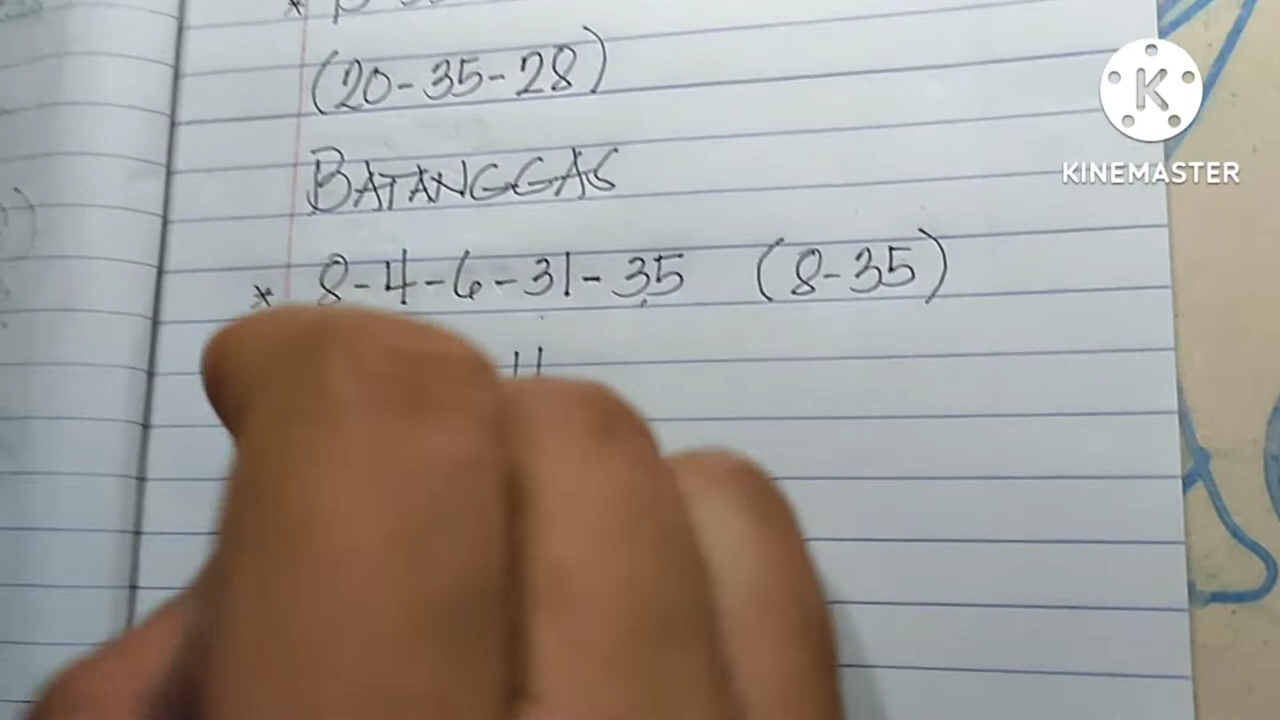 (20-35-28)
BATANGGAS
* 8-4-6-31-35 (8-35)
K
KINEMASTER